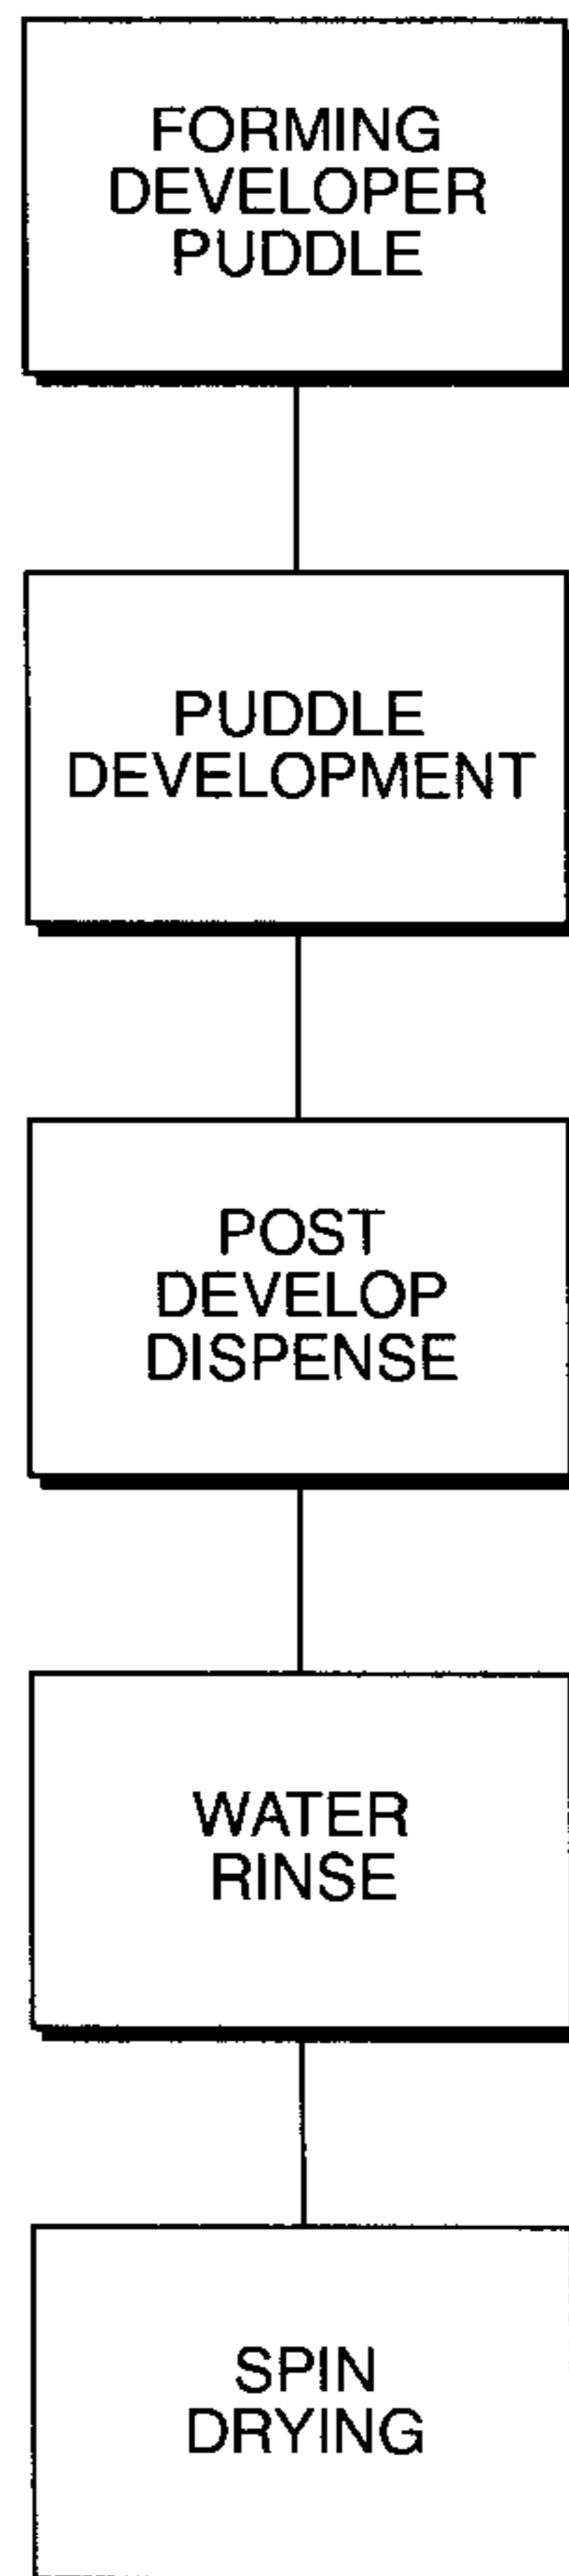 FORMING
DEVELOPER
PUDDLE
PUDDLE
DEVELOPMENT
POST
DEVELOP
DISPENSE
WATER
RINSE
SPIN
DRYING